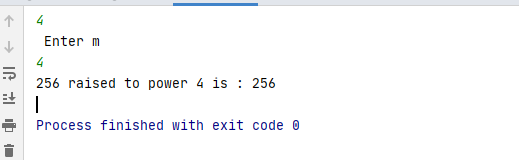 4
Enter m
4
256 raised to power 4 is : 256
Process finished with exit code 0